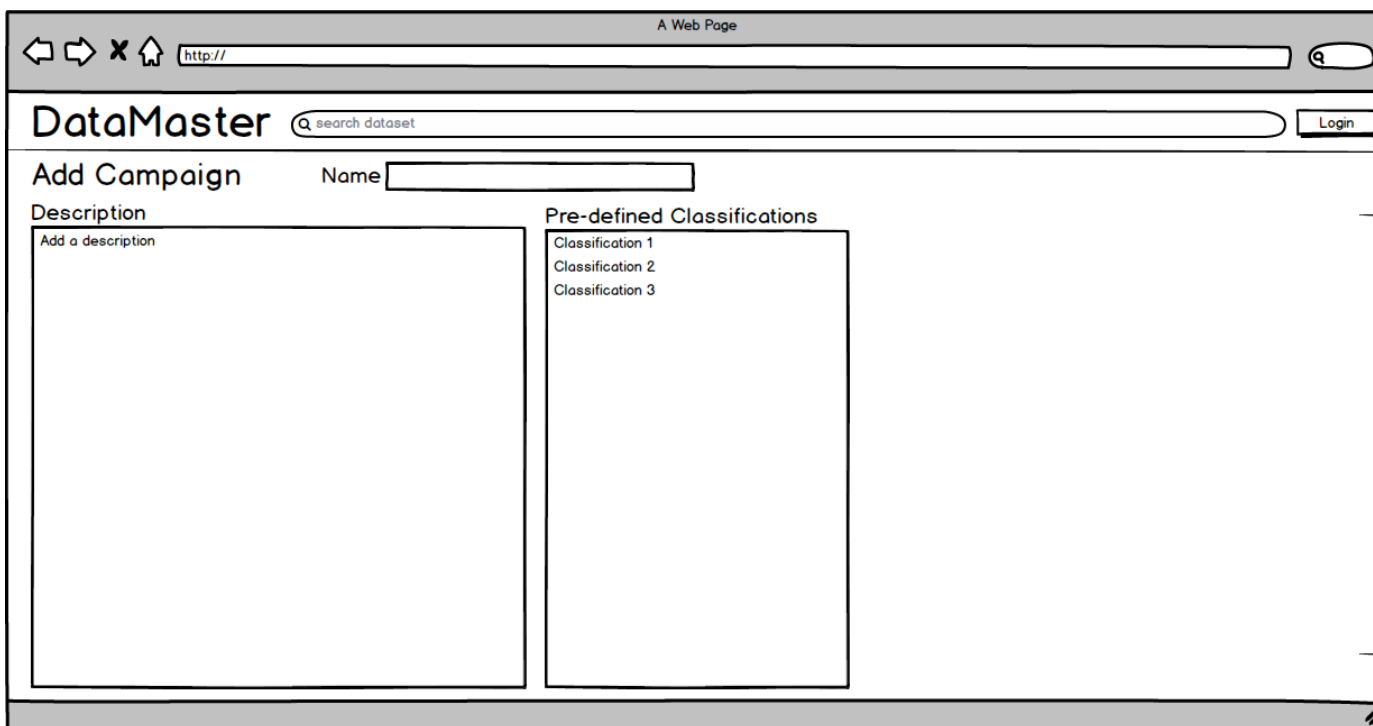 A Web Page
http://
DataMaster
search dataset
Login
Add Campaign
Name
Description
Add a description
Pre-defined Classifications
Classification 1
Classification 2
Classification 3